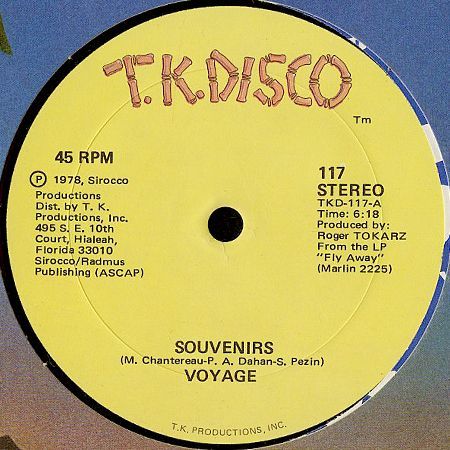 T.K.DISCO
Tm
45 RPM
Ⓟ 1978, Sirocco
Productions
Dist. by T. K.
Productions, Inc.
495 S. E. 10th
Court, Hialeah,
Florida 33010
Sirocco/Radmus
Publishing (ASCAP)
117
STEREO
TKD-117-A
Time: 6:18
Produced by:
Roger TOKARZ
From the LP
"Fly Away"
(Marlin 2225)
SOUVENIRS
(M. Chantereau-P. A. Dahan-S. Pezin)
VOYAGE
T.K. PRODUCTIONS, INC.